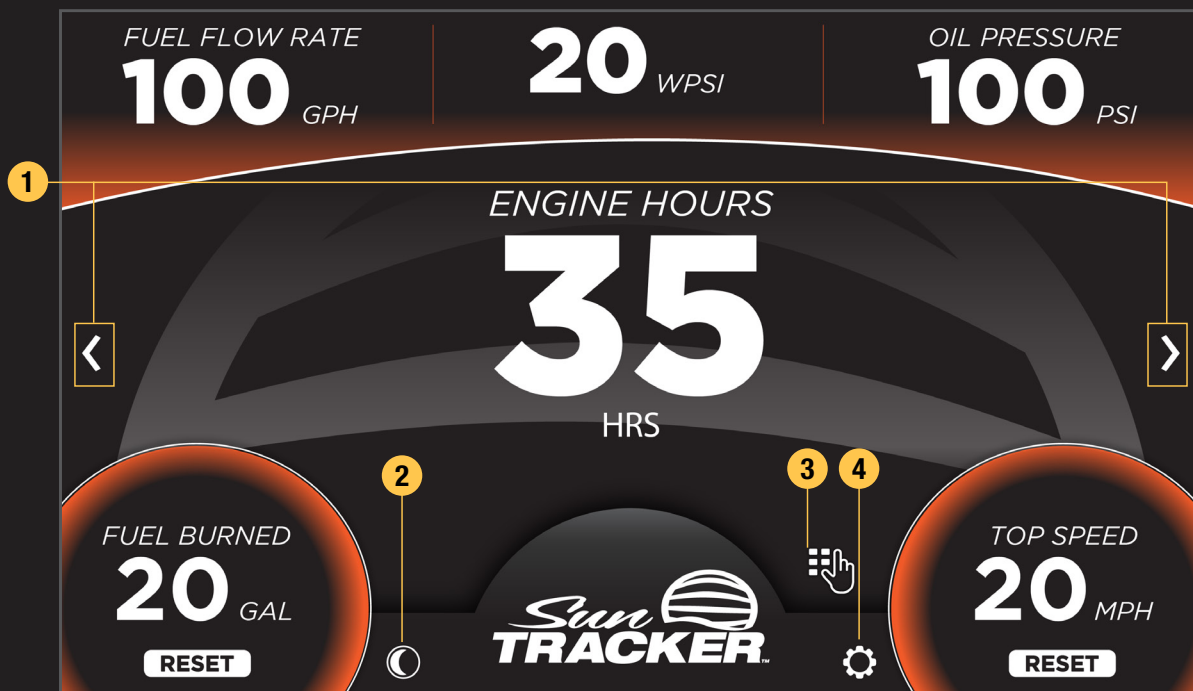 FUEL FLOW RATE
100 GPH
20 WPSI
OIL PRESSURE
100 PSI
1
ENGINE HOURS
35
HRS
2
3
4
FUEL BURNED
20 GAL
RESET
Sun
TRACKER™
TOP SPEED
20 MPH
RESET